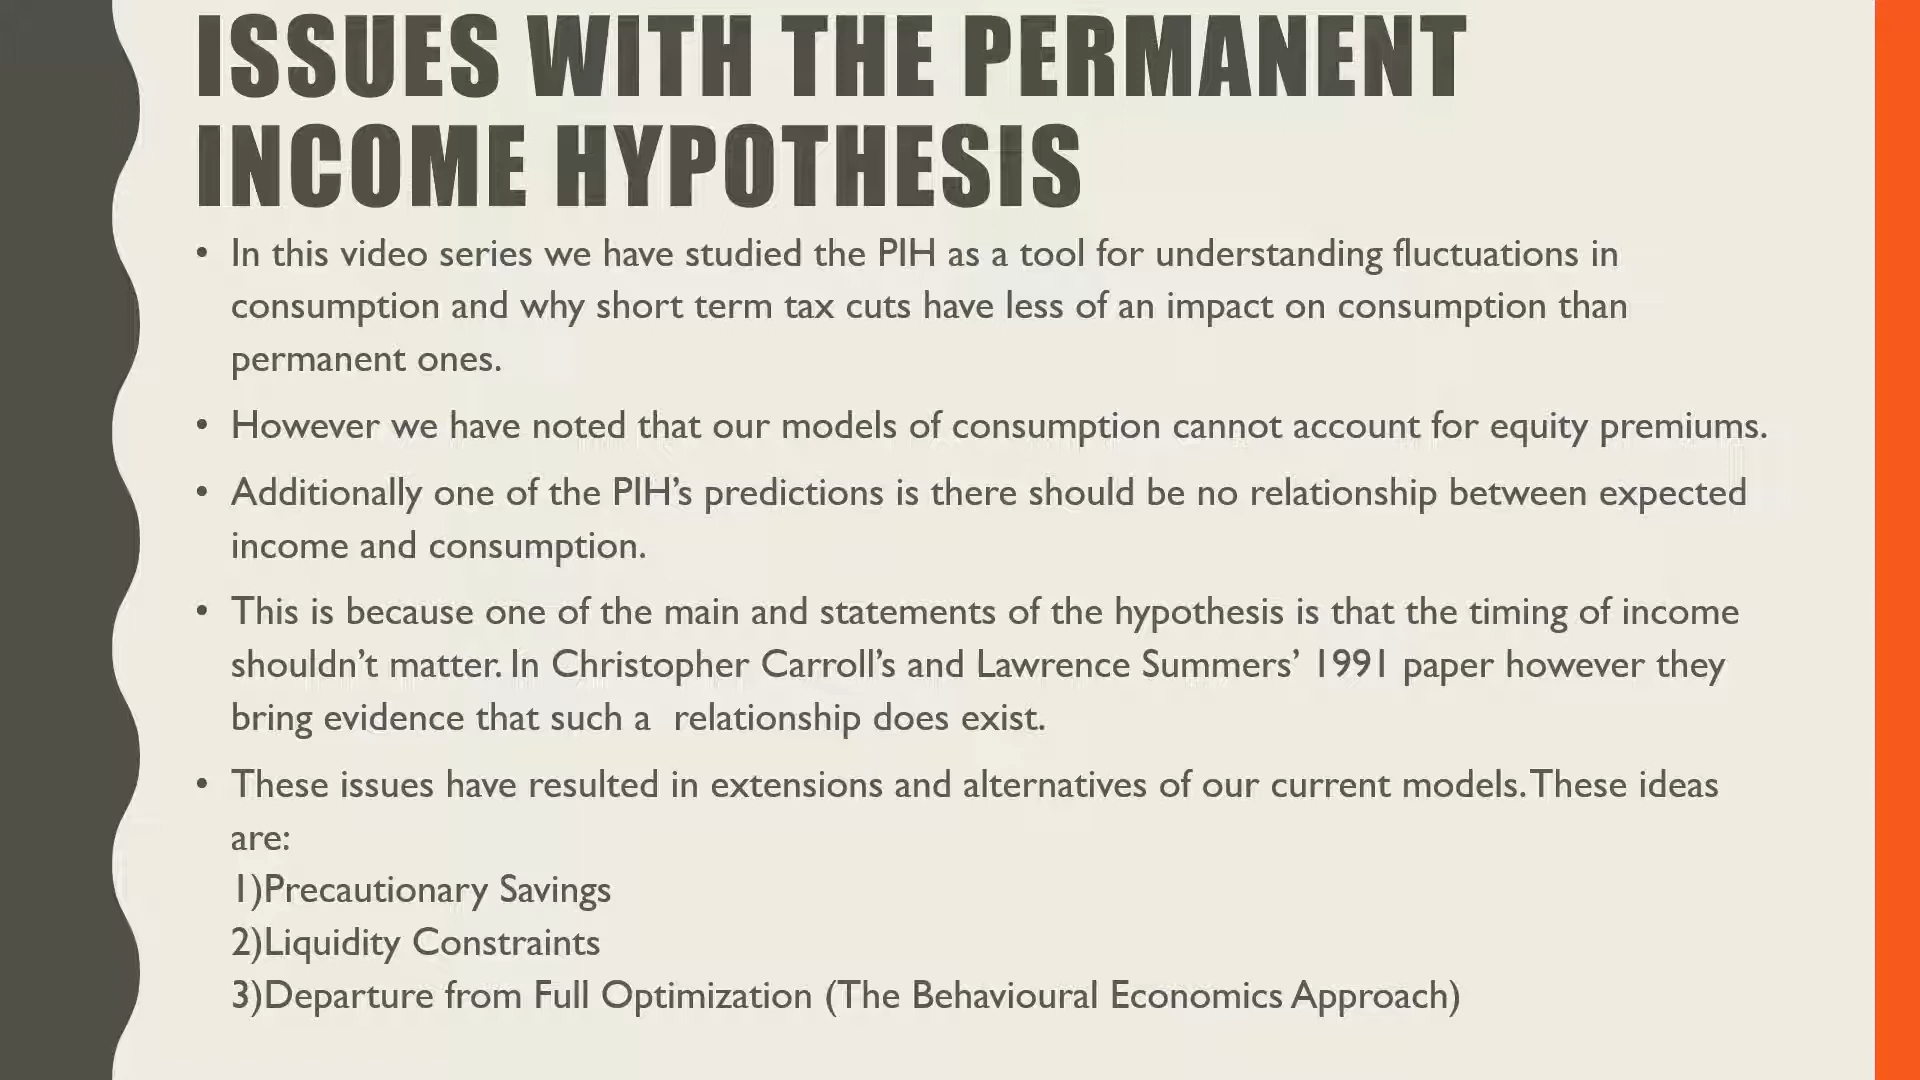 ISSUES WITH THE PERMANENT
INCOME HYPOTHESIS
• In this video series we have studied the PIH as a tool for understanding fluctuations in
consumption and why short term tax cuts have less of an impact on consumption than
permanent ones.
• However we have noted that our models of consumption cannot account for equity premiums.
• Additionally one of the PIH’s predictions is there should be no relationship between expected
income and consumption.
• This is because one of the main and statements of the hypothesis is that the timing of income
shouldn’t matter. In Christopher Carroll’s and Lawrence Summers’ 1991 paper however they
bring evidence that such a  relationship does exist.
• These issues have resulted in extensions and alternatives of our current models. These ideas
are:
1)Precautionary Savings
2)Liquidity Constraints
3)Departure from Full Optimization (The Behavioural Economics Approach)